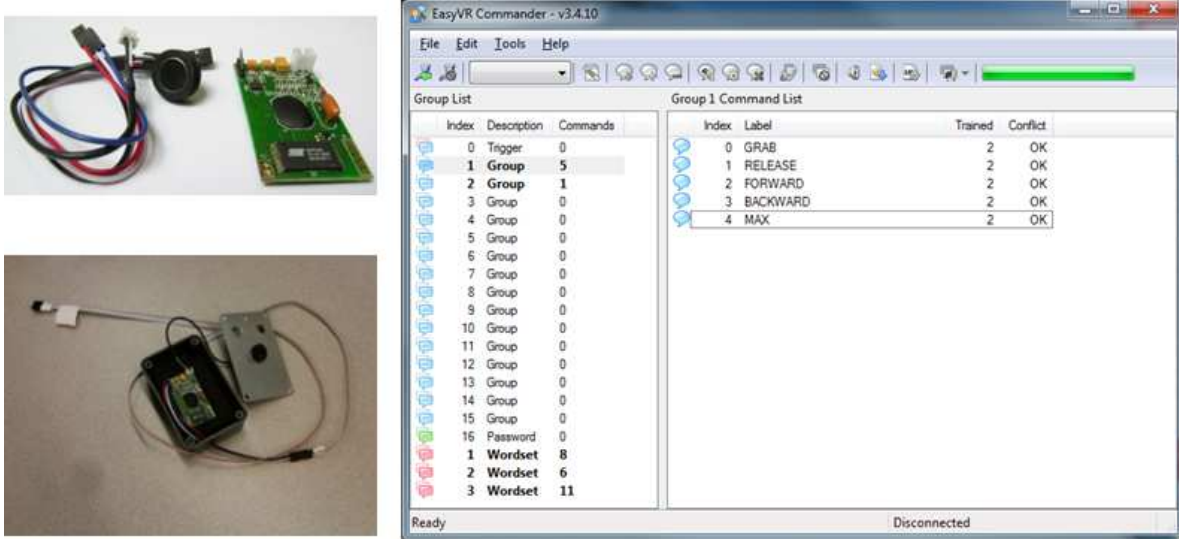 EasyVR Commander - v3.4.10
File Edit Tools Help
Group List
Index Description Commands
0 Trigger 0
1 Group 5
2 Group 1
3 Group 0
4 Group 0
5 Group 0
6 Group 0
7 Group 0
8 Group 0
9 Group 0
10 Group 0
11 Group 0
12 Group 0
13 Group 0
14 Group 0
15 Group 0
16 Password 0
1 Wordset 8
2 Wordset 6
3 Wordset 11
Group 1 Command List
Index Label Trained Conflict
0 GRAB 2 OK
1 RELEASE 2 OK
2 FORWARD 2 OK
3 BACKWARD 2 OK
4 MAX 2 OK
Ready Disconnected